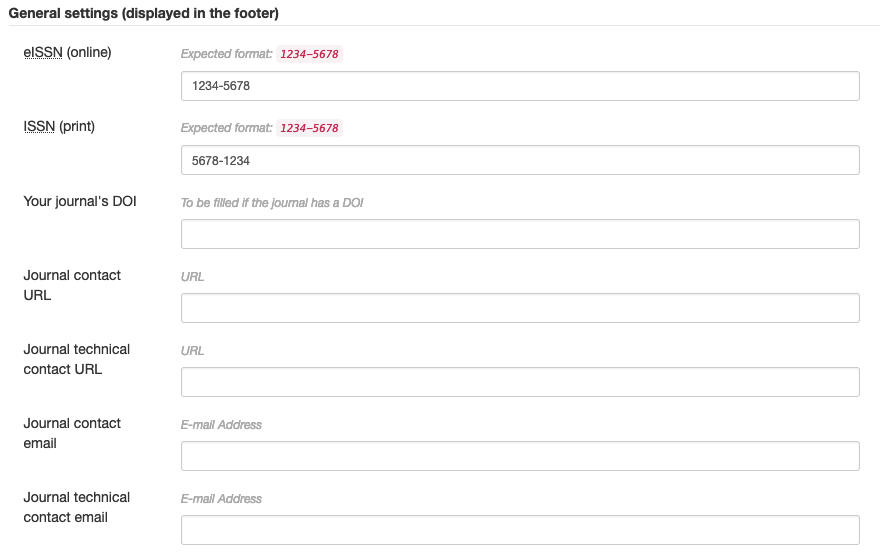 General settings (displayed in the footer)
eISSN (online)
Expected format: 1234-5678
1234-5678
ISSN (print)
Expected format: 1234-5678
5678-1234
Your journal's DOI
To be filled if the journal has a DOI
Journal contact
URL
URL
Journal technical
contact URL
URL
Journal contact
email
E-mail Address
Journal technical
contact email
E-mail Address